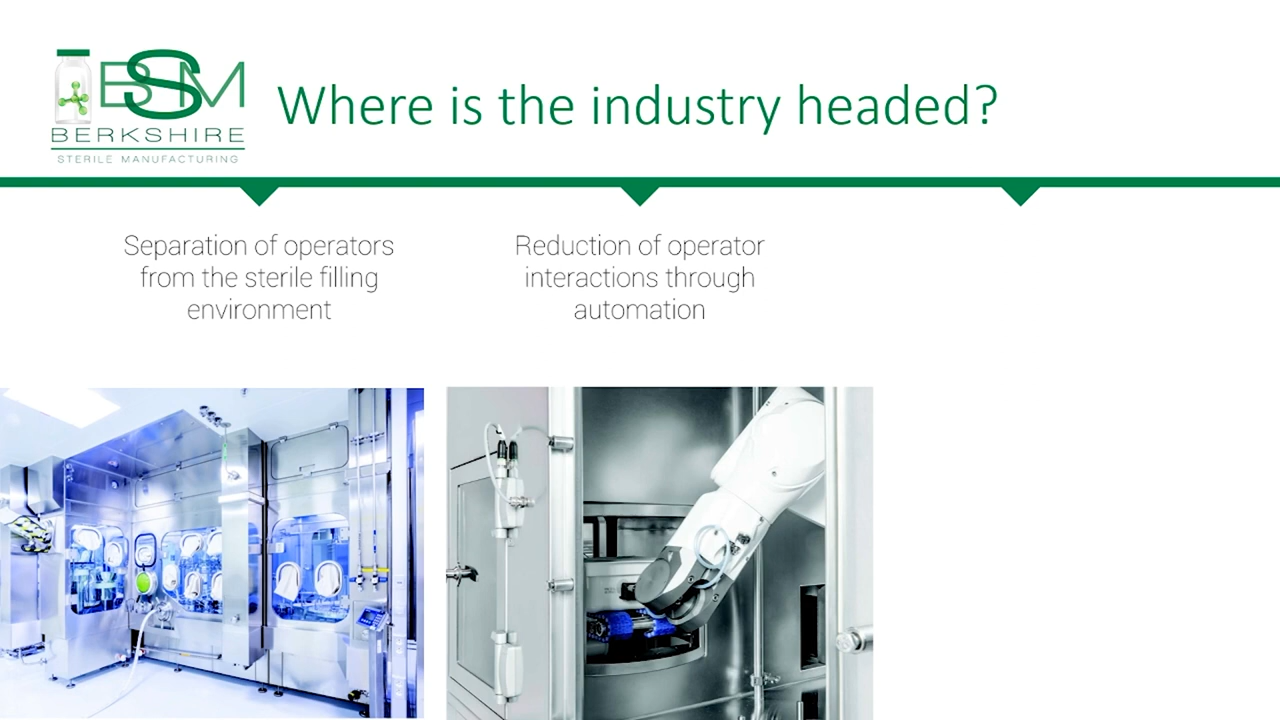 BSM
BERKSHIRE
STERILE MANUFACTURING
Where is the industry headed?
Separation of operators
from the sterile filling
environment
Reduction of operator
interactions through
automation